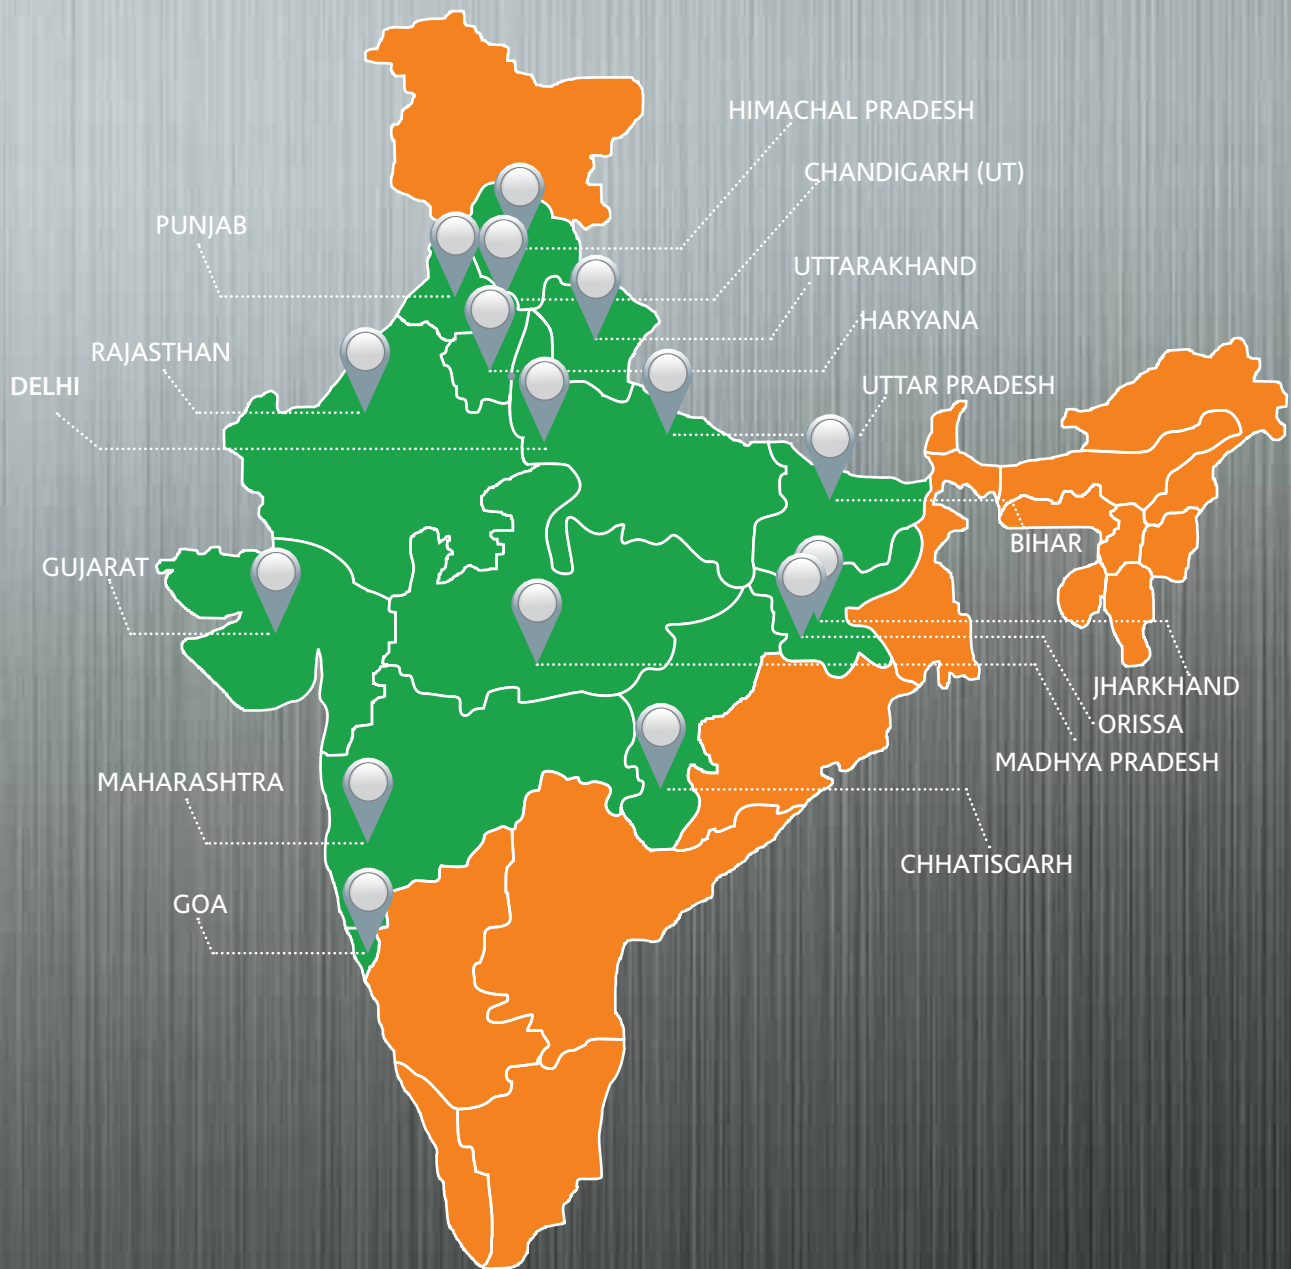 HIMACHAL PRADESH
CHANDIGARH (UT)
PUNJAB
UTTARAKHAND
HARYANA
RAJASTHAN
DELHI
UTTAR PRADESH
BIHAR
GUJARAT
JHARKHAND
ORISSA
MADHYA PRADESH
MAHARASHTRA
CHHATISGARH
GOA